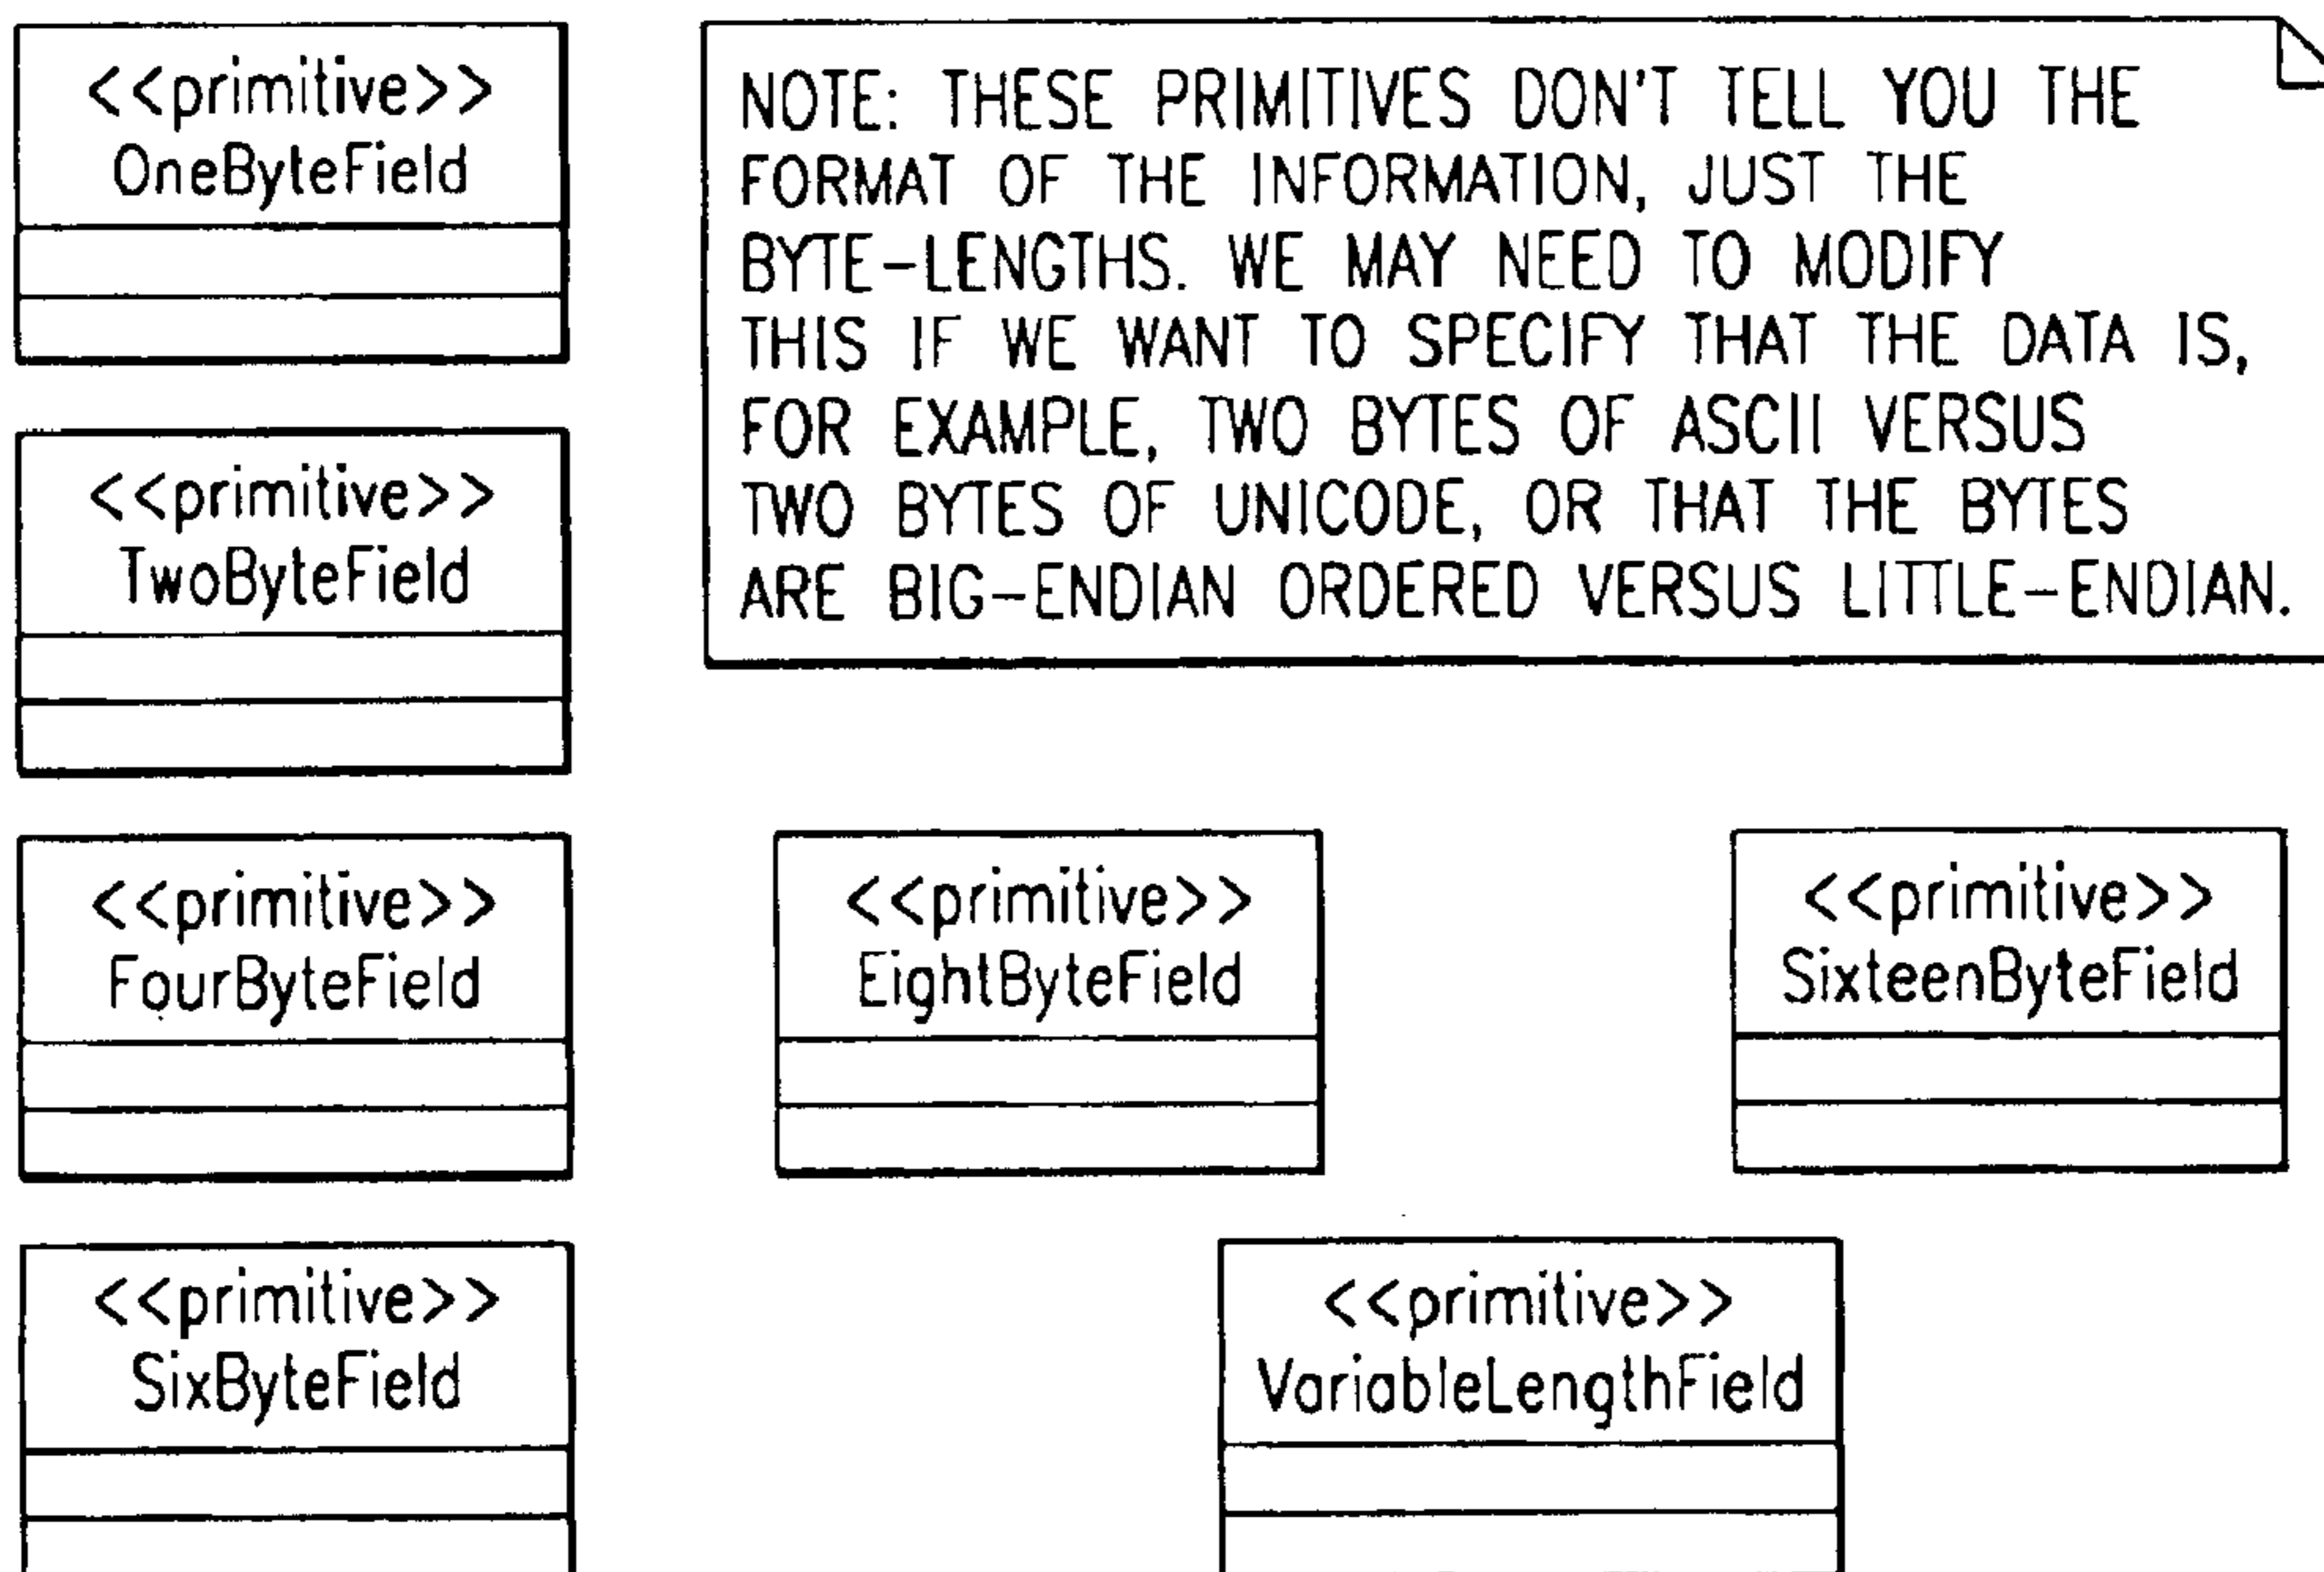 <<primitive>>
OneByteField
NOTE: THESE PRIMITIVES DON'T TELL YOU THE
FORMAT OF THE INFORMATION, JUST THE
BYTE-LENGTHS. WE MAY NEED TO MODIFY
THIS IF WE WANT TO SPECIFY THAT THE DATA IS,
FOR EXAMPLE, TWO BYTES OF ASCII VERSUS
TWO BYTES OF UNICODE, OR THAT THE BYTES
ARE BIG-ENDIAN ORDERED VERSUS LITTLE-ENDIAN.
<<primitive>>
TwoByteField
<<primitive>>
FourByteField
<<primitive>>
EightByteField
<<primitive>>
SixteenByteField
<<primitive>>
SixByteField
<<primitive>>
VariableLengthField